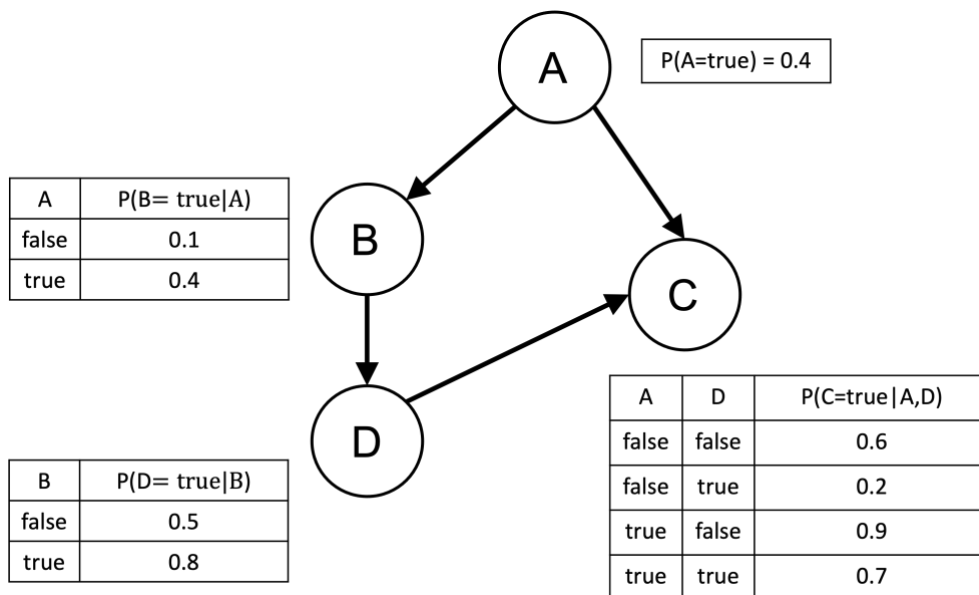 A
P(A=true) = 0.4
A P(B= true|A)
false 0.1
true 0.4
B
C
D
B P(D= true|B)
false 0.5
true 0.8
A D P(C=true|A,D)
false false 0.6
false true 0.2
true false 0.9
true true 0.7